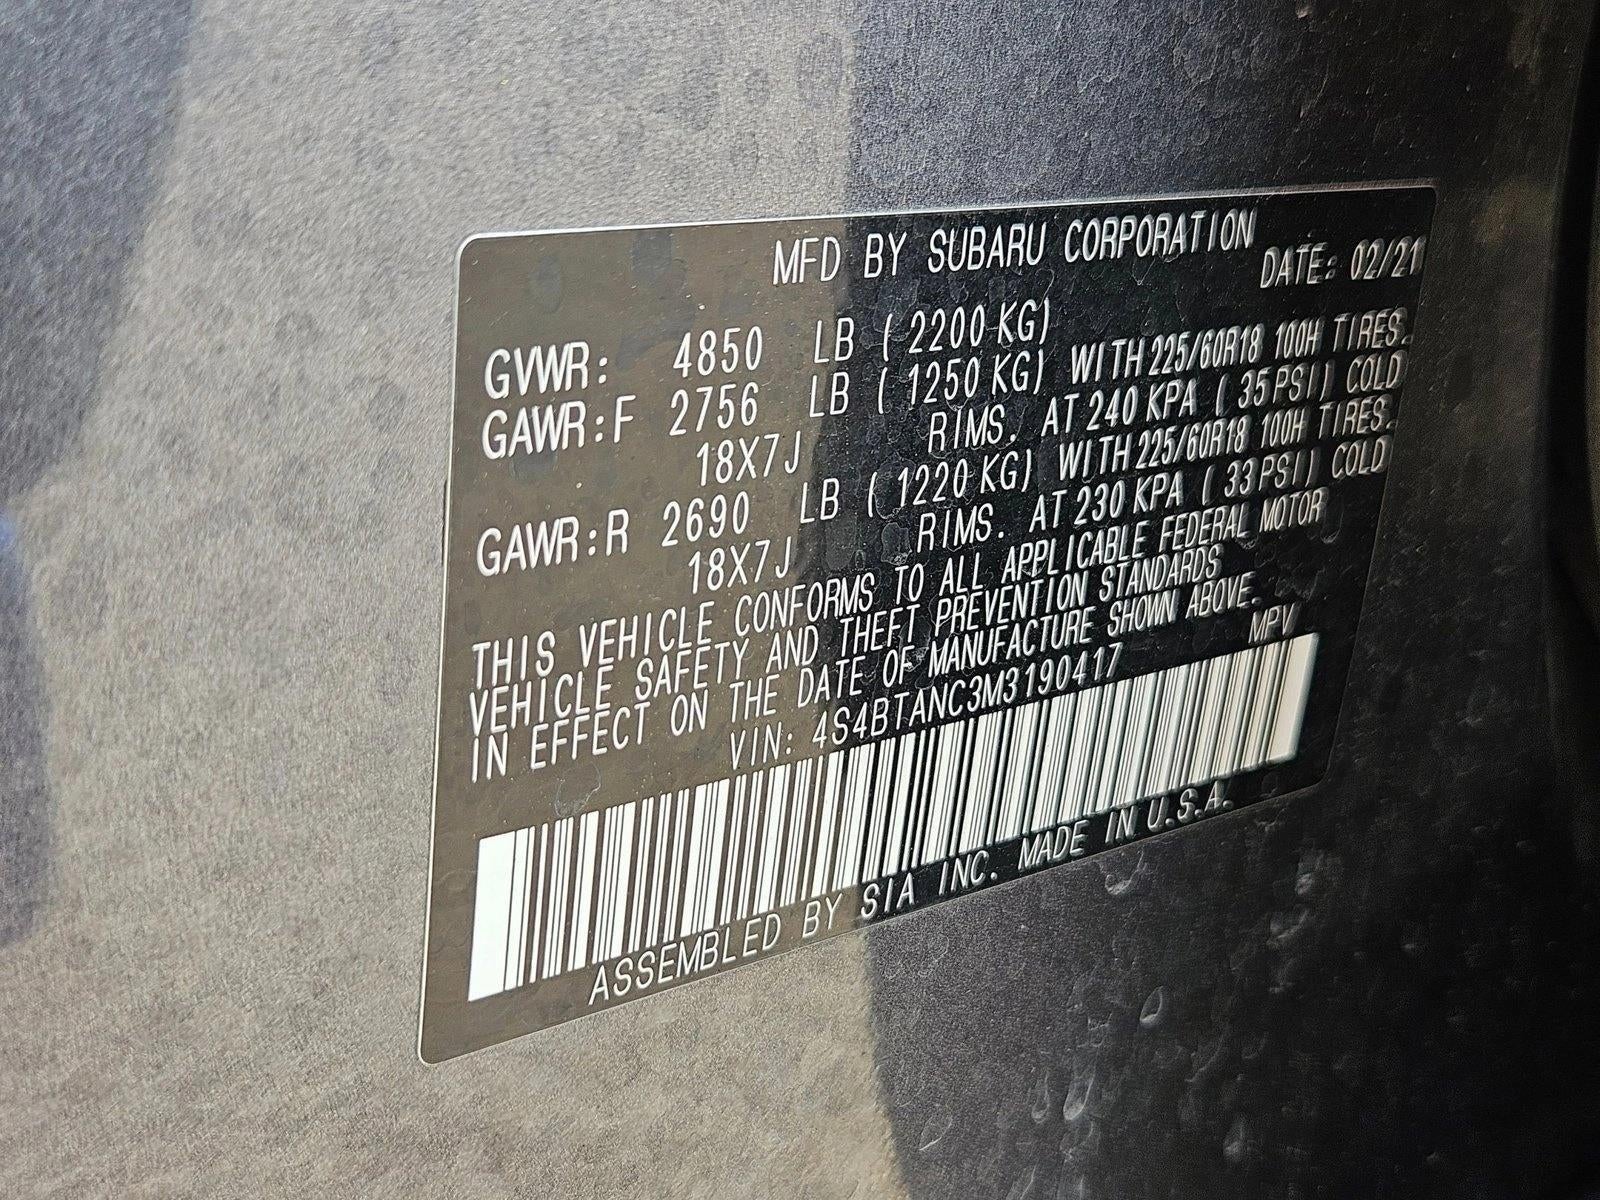 MFD BY SUBARU CORPORATION
DATE: 02/21
GVWR: 4850 LB ( 2200 KG)
GAWR:F 2756 LB ( 1250 KG) WITH 225/60R18 100H TIRES.
18X7J RIMS. AT 240 KPA ( 35 PSI) COLD
GAWR:R 2690 LB ( 1220 KG) WITH 225/60R18 100H TIRES.
18X7J RIMS. AT 230 KPA ( 33 PSI) COLD
THIS VEHICLE CONFORMS TO ALL APPLICABLE FEDERAL MOTOR
VEHICLE SAFETY AND THEFT PREVENTION STANDARDS
IN EFFECT ON THE DATE OF MANUFACTURE SHOWN ABOVE.
VIN: 4S4BTANC3M3190417 MPV
ASSEMBLED BY SIA INC. MADE IN U.S.A.